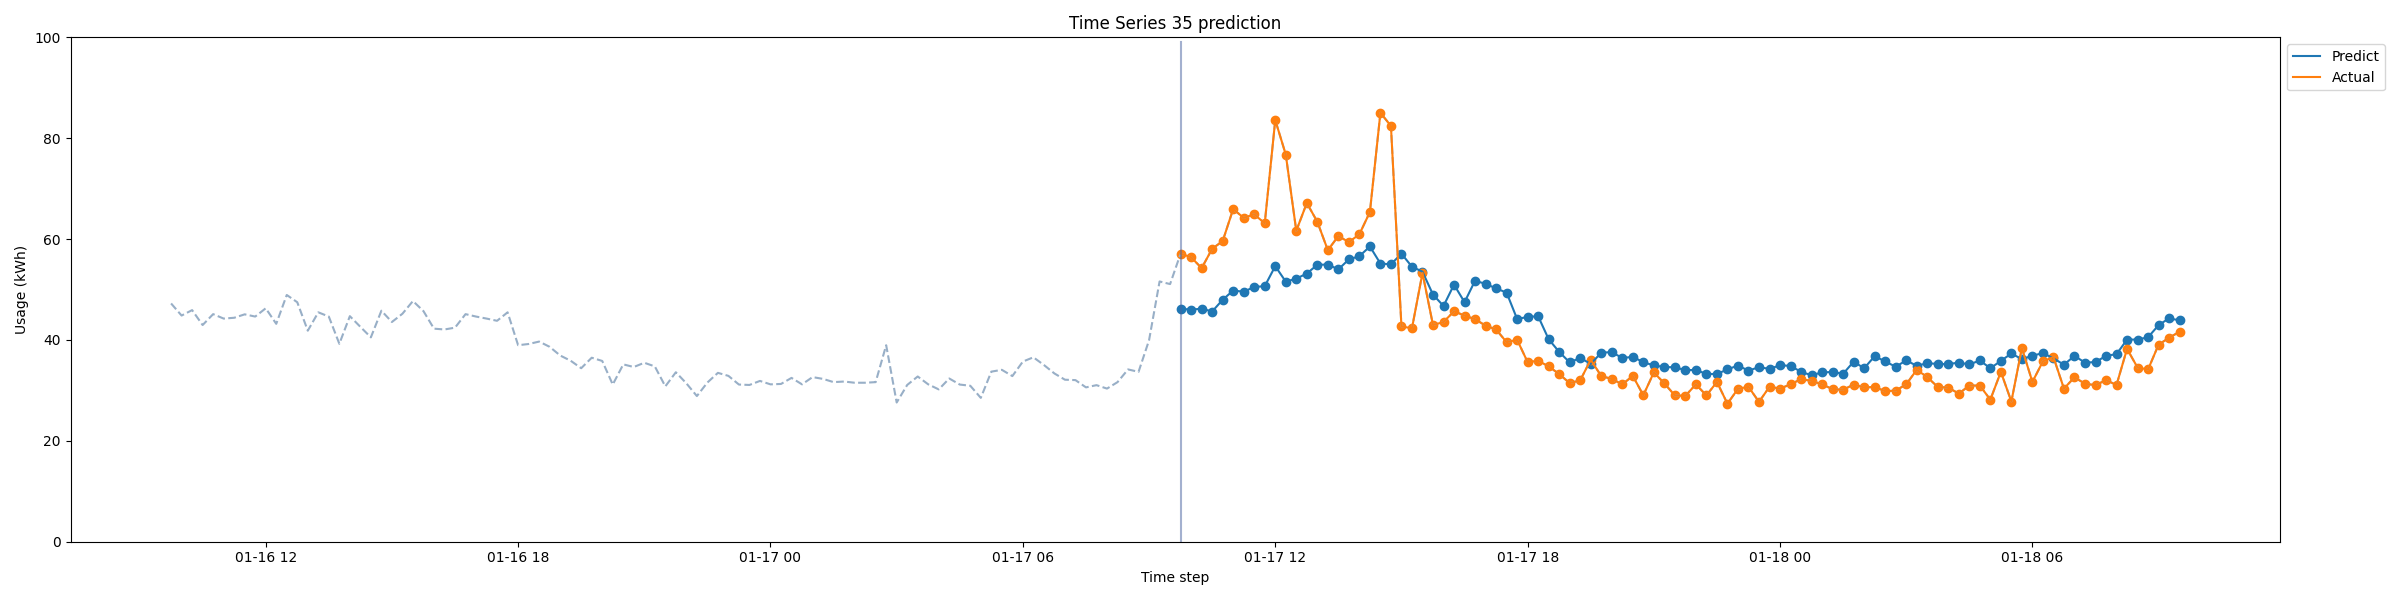 Time Series 35 prediction
100
80
60
40
20
0
Usage (kWh)
01-16 12
01-16 18
01-17 00
01-17 06
01-17 12
01-17 18
01-18 00
01-18 06
Time step
Predict
Actual